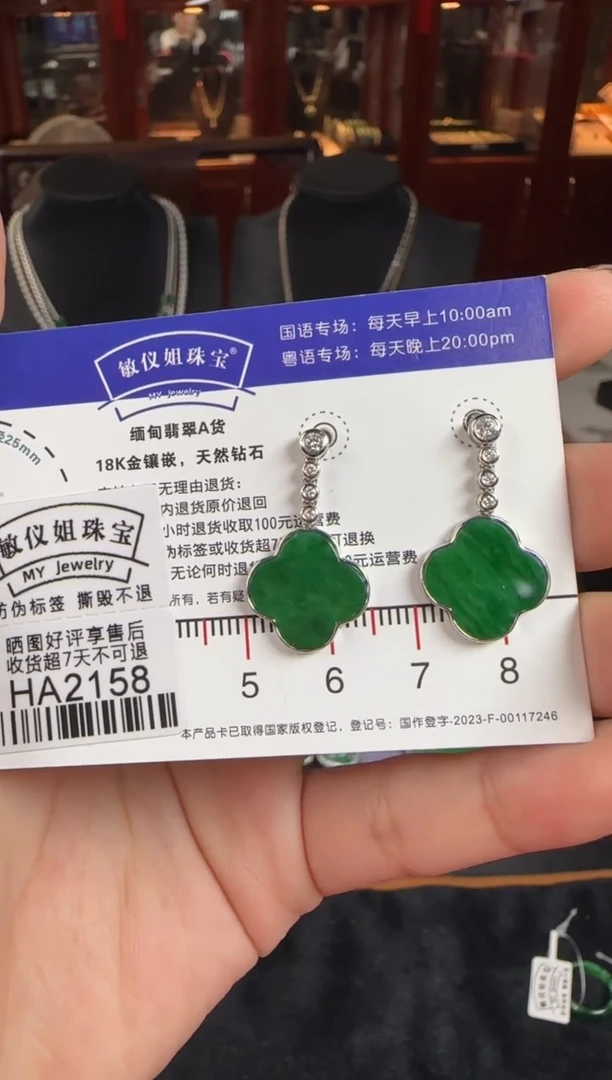 国语专场：每天早上10:00am
粤语专场：每天晚上20:00pm
敏仪姐珠宝®
MY Jewelry
25mm
缅甸翡翠A货
18K金镶嵌，天然钻石
无理由退货：
内退货原价退回
小时退货收取100元运营费
伪标签或收货超7 可退换
无论何时退 0元运营费
所有，若有疑
敏仪姐珠宝
MY Jewelry
防伪标签 撕毁不退
晒图好评享售后
收货超7天不可退
HA2158
5 6 7 8
本产品卡已取得国家版权登记，登记号：国作登字-2023-F-00117246